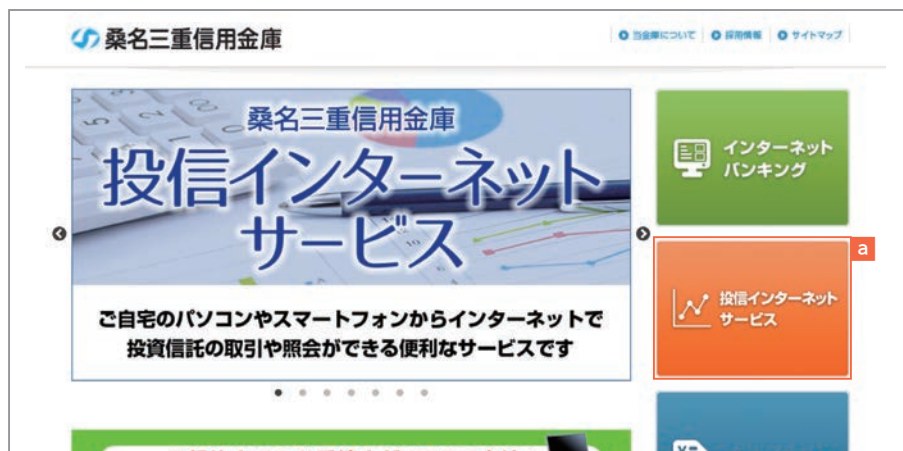 桑名三重信用金庫
当金庫について
採用情報
サイトマップ
桑名三重信用金庫
投信インターネット
サービス
ご自宅のパソコンやスマートフォンからインターネットで
投資信託の取引や照会ができる便利なサービスです
インターネット
バンキング
a
投信インターネット
サービス